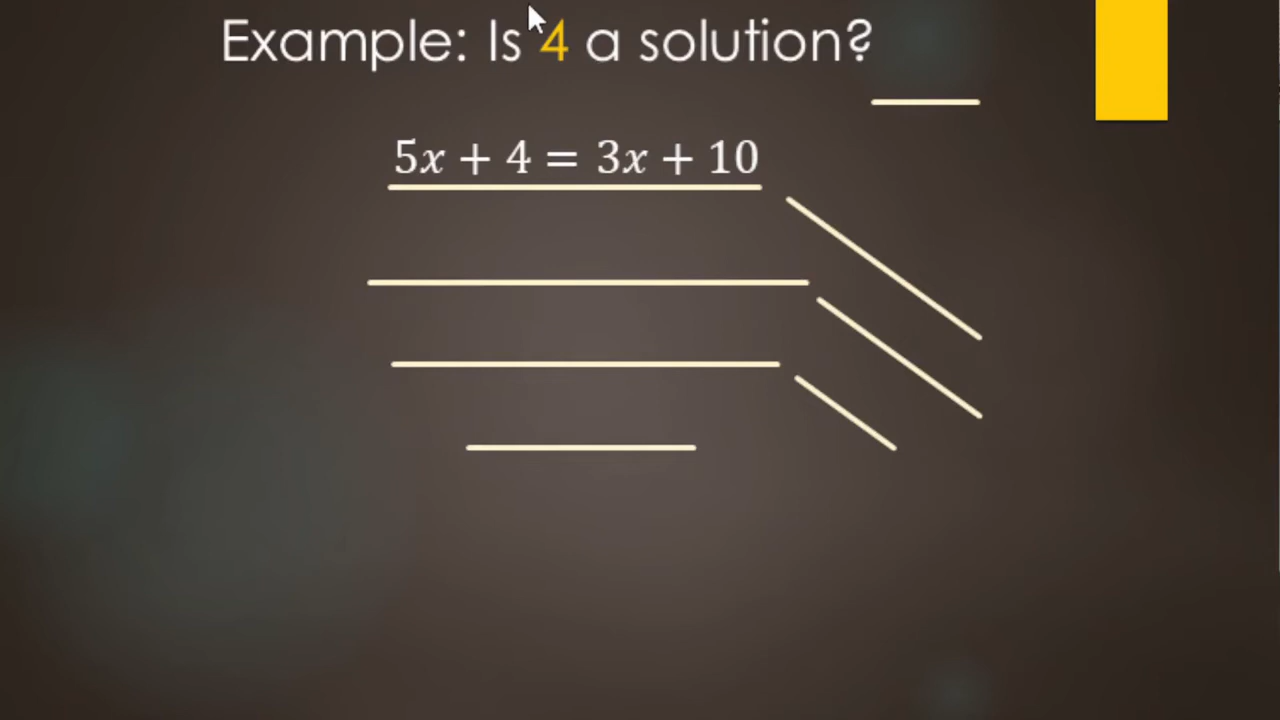 Example: Is 4 a solution?
5x + 4 = 3x + 10